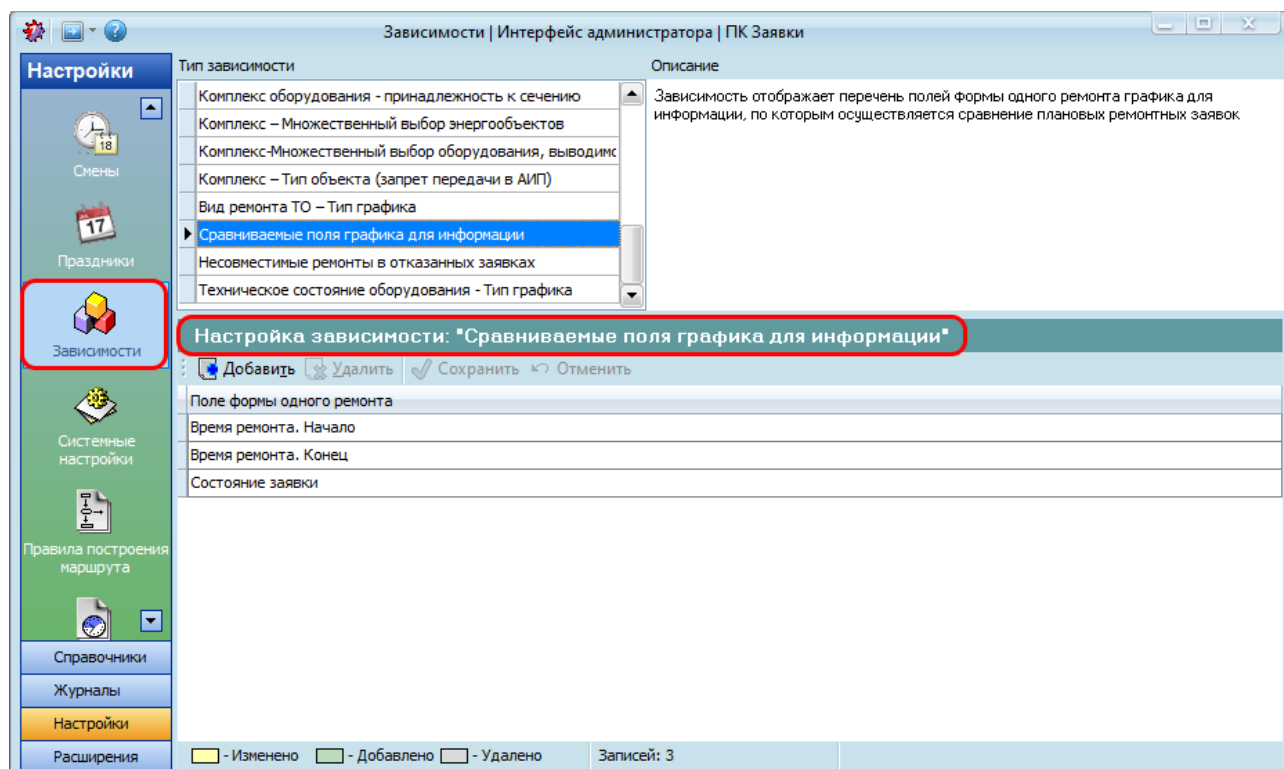 Зависимости | Интерфейс администратора | ПК Заявки
Настройки
18
Смены
17
Праздники
Зависимости
Системные
настройки
Правила построения
маршрута
Справочники
Журналы
Настройки
Расширения
Тип зависимости
Комплекс оборудования - принадлежность к сечению
Комплекс – Множественный выбор энергообъектов
Комплекс-Множественный выбор оборудования, выводимс
Комплекс – Тип объекта (запрет передачи в АИП)
Вид ремонта ТО – Тип графика
Сравниваемые поля графика для информации
Несовместимые ремонты в отказанных заявках
Техническое состояние оборудования - Тип графика
Описание
Зависимость отображает перечень полей формы одного ремонта графика для
информации, по которым осуществляется сравнение плановых ремонтных заявок
Настройка зависимости: "Сравниваемые поля графика для информации"
Добавить Удалить Сохранить Отменить
Поле формы одного ремонта
Время ремонта. Начало
Время ремонта. Конец
Состояние заявки
- Изменено - Добавлено - Удалено Записей: 3